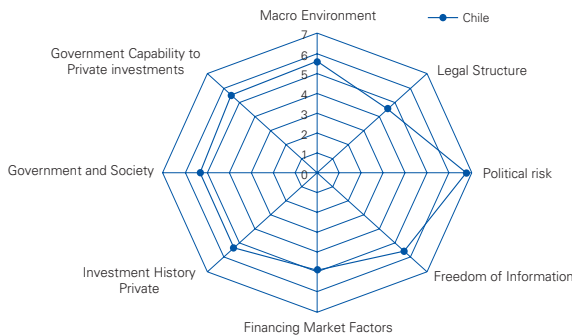 Macro Environment
Chile
7
6
5
4
3
2
1
0
Government Capability to
Private investments
Legal Structure
Government and Society
Political risk
Investment History
Private
Freedom of Information
Financing Market Factors